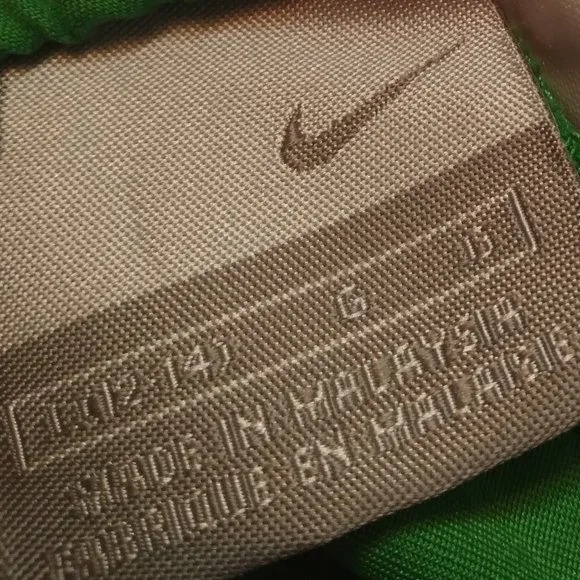 L(12-14) G
MADE IN MALAYSIA
FABRIQUE EN MALAISIE